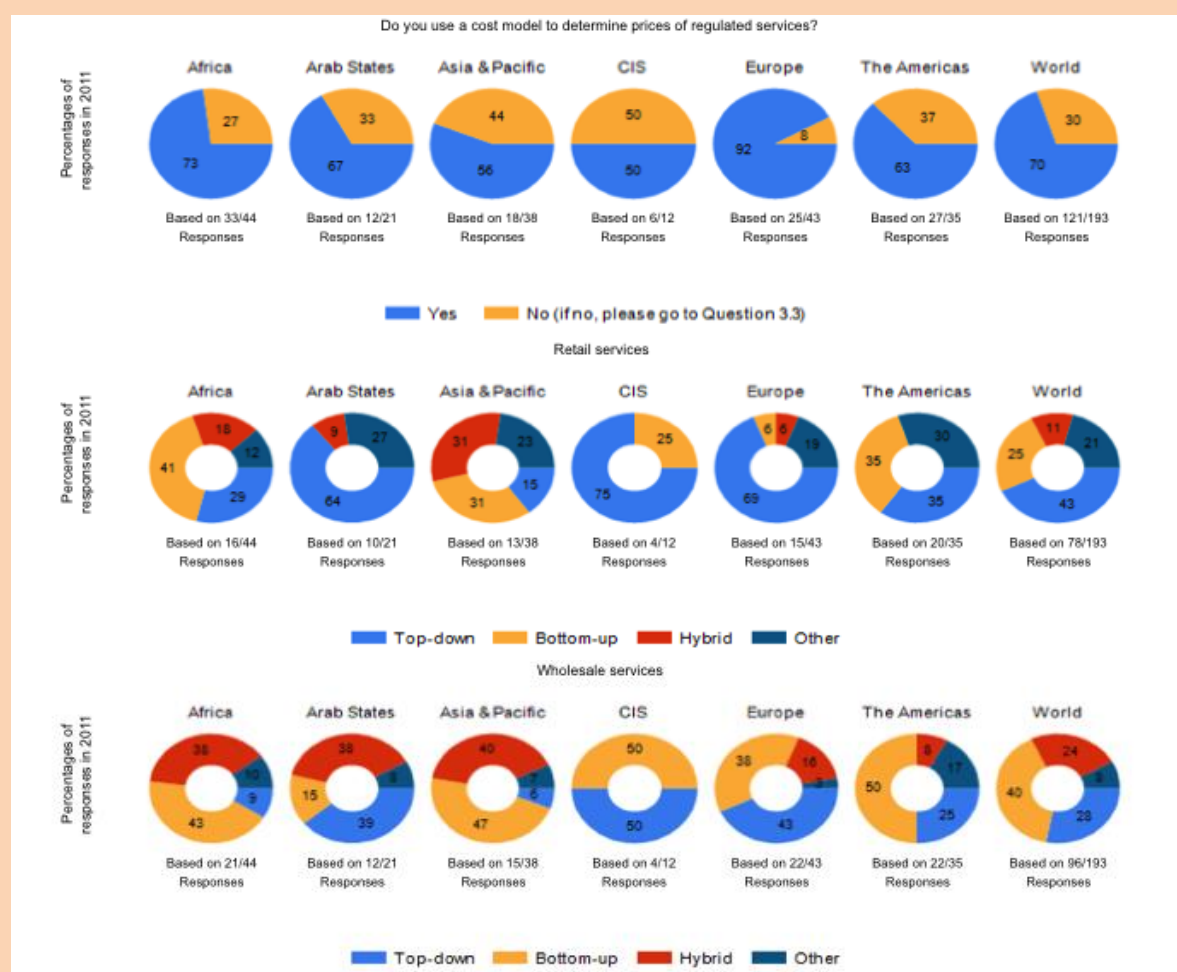 Do you use a cost model to determine prices of regulated services?
Percentages of
responses in 2011
Africa Arab States Asia & Pacific CIS Europe The Americas World
27 73 33 67 44 56 50 50 8 92 37 63 30 70
Based on 33/44 Based on 12/21 Based on 18/38 Based on 6/12 Based on 25/43 Based on 27/35 Based on 121/193
Responses Responses Responses Responses Responses Responses Responses
Yes No (if no, please go to Question 3.3)
Retail services
Percentages of
responses in 2011
Africa Arab States Asia & Pacific CIS Europe The Americas World
18 12 41 29 9 27 64 31 23 15 31 25 75 6 6 19 69 30 35 35 11 21 25 43
Based on 16/44 Based on 10/21 Based on 13/38 Based on 4/12 Based on 15/43 Based on 20/35 Based on 78/193
Responses Responses Responses Responses Responses Responses Responses
Top-down Bottom-up Hybrid Other
Wholesale services
Percentages of
responses in 2011
Africa Arab States Asia & Pacific CIS Europe The Americas World
38 10 9 43 38 8 15 39 40 7 6 47 50 50 38 16 3 43 8 17 50 25 24 40 28
Based on 21/44 Based on 12/21 Based on 15/38 Based on 4/12 Based on 22/43 Based on 22/35 Based on 96/193
Responses Responses Responses Responses Responses Responses Responses
Top-down Bottom-up Hybrid Other